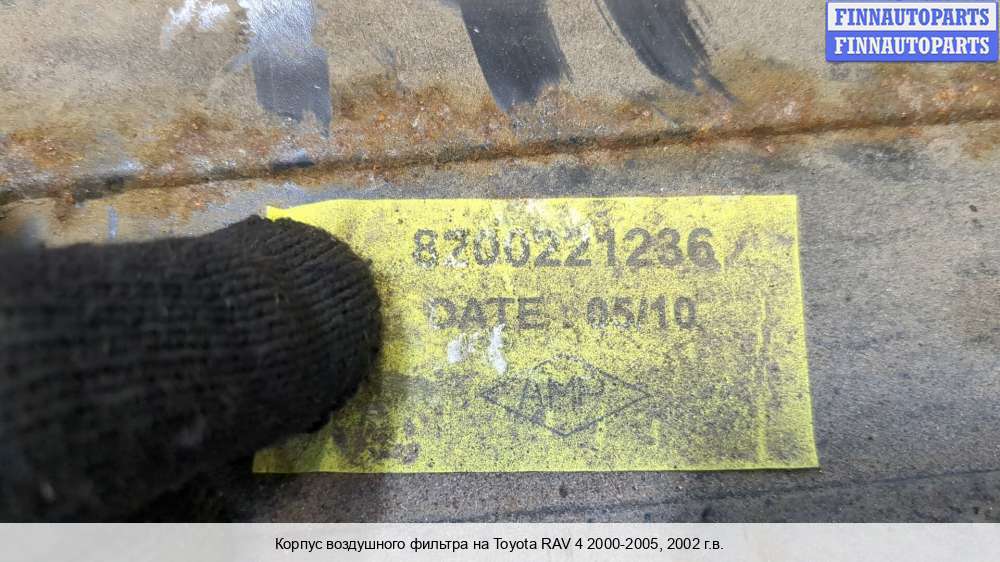 FINNAUTOPARTS
FINNAUTOPARTS
8200221236
DATE : 05/10
Корпус воздушного фильтра на Toyota RAV 4 2000-2005, 2002 г.в.